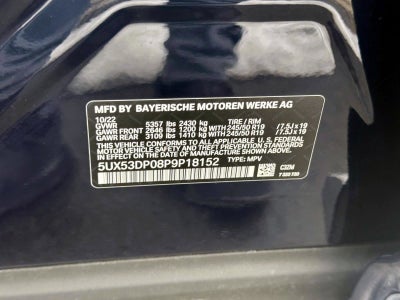 MFD BY BAYERISCHE MOTOREN WERKE AG
10/22
GVWR 5357 lbs 2430 kg TIRE / RIM
GAWR FRONT 2646 lbs 1200 kg WITH 245/50 R19 /7.5J x 19
GAWR REAR 3109 lbs 1410 kg WITH 245/50 R19 /7.5J x 19
THIS VEHICLE CONFORMS TO ALL APPLICABLE U.S. FEDERAL
MOTOR VEHICLE SAFETY, BUMPER AND THEFT PREVENTION
STANDARDS IN EFFECT ON THE DATE OF MANUFACTURE SHOWN ABOVE.
5UX53DP08P9P18152 TYPE: MPV
C3ZM